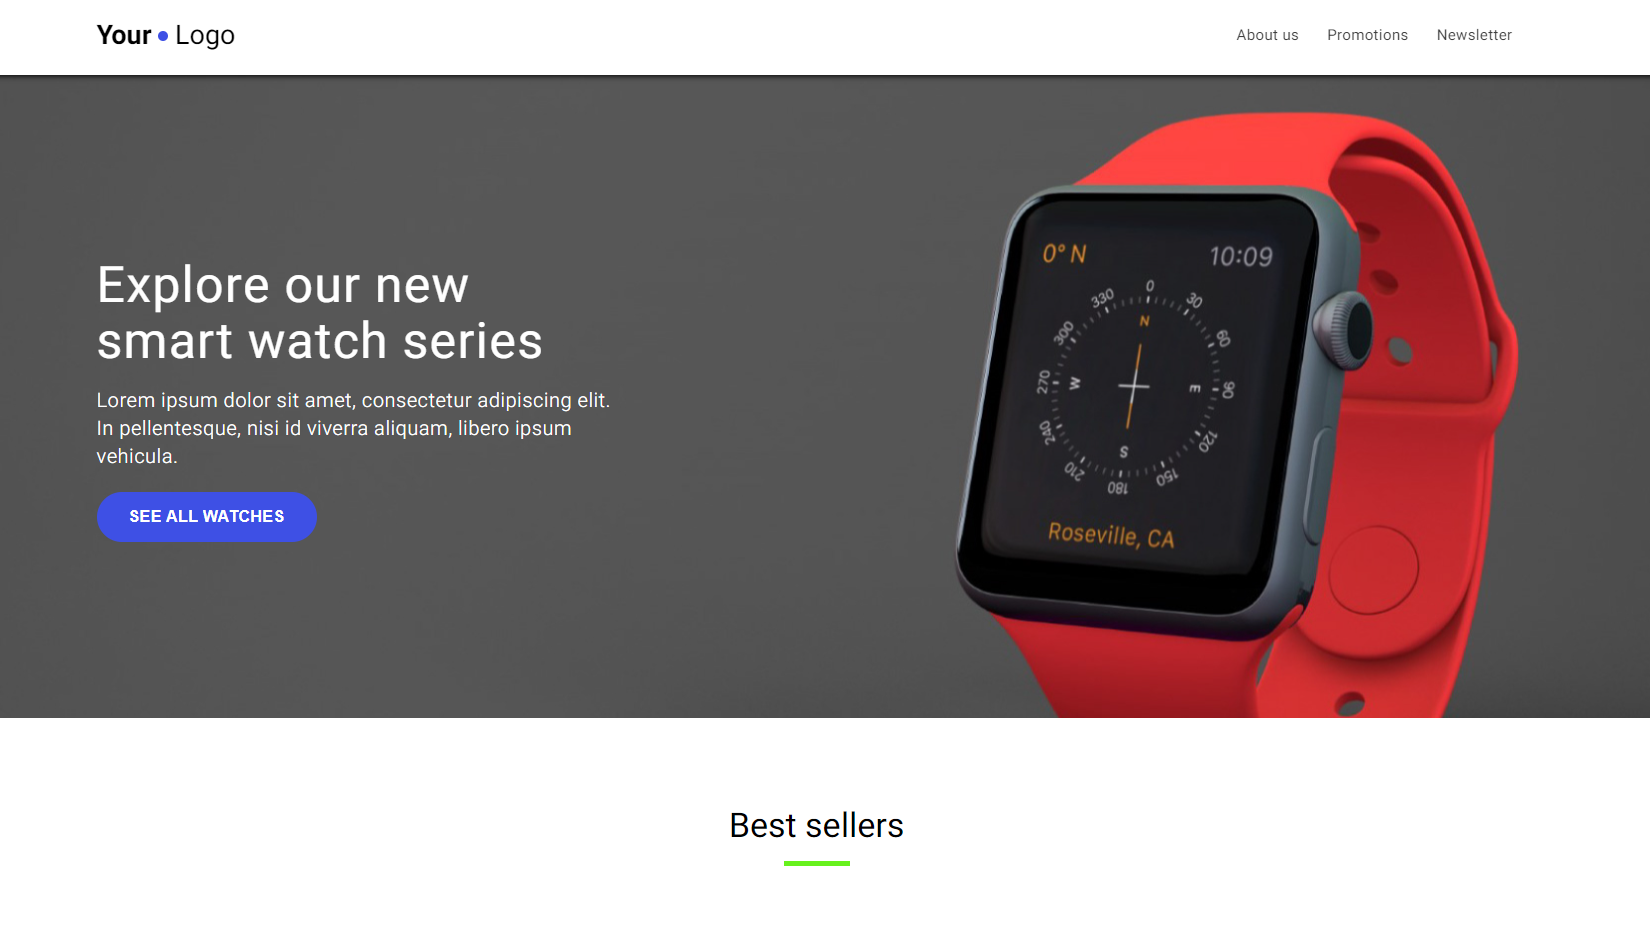 Your Logo
About us Promotions Newsletter
Explore our new
smart watch series
Lorem ipsum dolor sit amet, consectetur adipiscing elit.
In pellentesque, nisi id viverra aliquam, libero ipsum
vehicula.
SEE ALL WATCHES
0° N 10:09
0
30
60
90
120
150
180
210
240
270
300
330
N
E
S
W
Roseville, CA
Best sellers